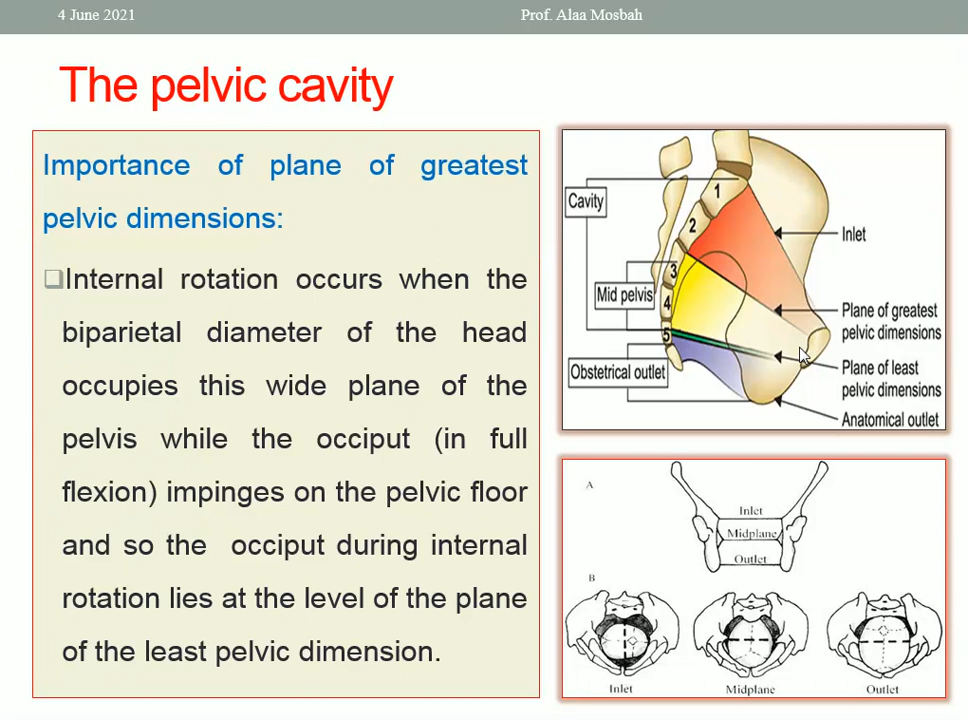 4 June 2021
Prof. Alaa Mosbah
The pelvic cavity
Importance of plane of greatest
pelvic dimensions:
Internal rotation occurs when the
biparietal diameter of the head
occupies this wide plane of the
pelvis while the occiput (in full
flexion) impinges on the pelvic floor
and so the occiput during internal
rotation lies at the level of the plane
of the least pelvic dimension.
1
2
3
4
5
Cavity
Mid pelvis
Obstetrical outlet
Inlet
Plane of greatest
pelvic dimensions
Plane of least
pelvic dimensions
Anatomical outlet
A
Inlet
Midplane
Outlet
B
Inlet
Midplane
Outlet